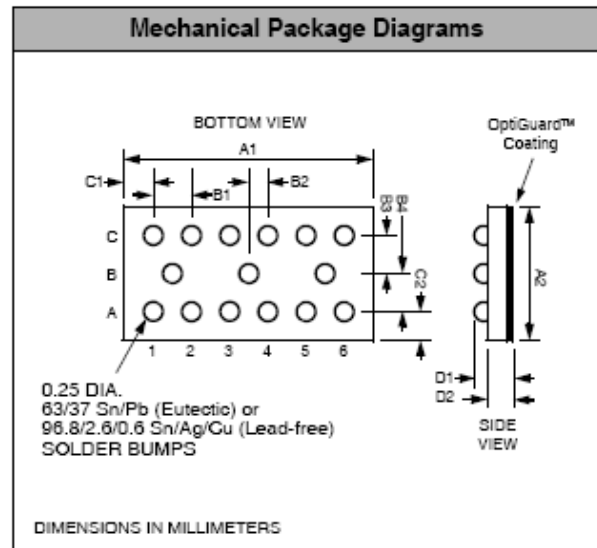 Mechanical Package Diagrams
BOTTOM VIEW
OptiGuard™
Coating
A1
C1
B1
B2
B3
B4
C
B
A
C2
A2
1 2 3 4 5 6
D1
D2
0.25 DIA.
63/37 Sn/Pb (Eutectic) or
96.8/2.6/0.6 Sn/Ag/Cu (Lead-free)
SOLDER BUMPS
SIDE
VIEW
DIMENSIONS IN MILLIMETERS